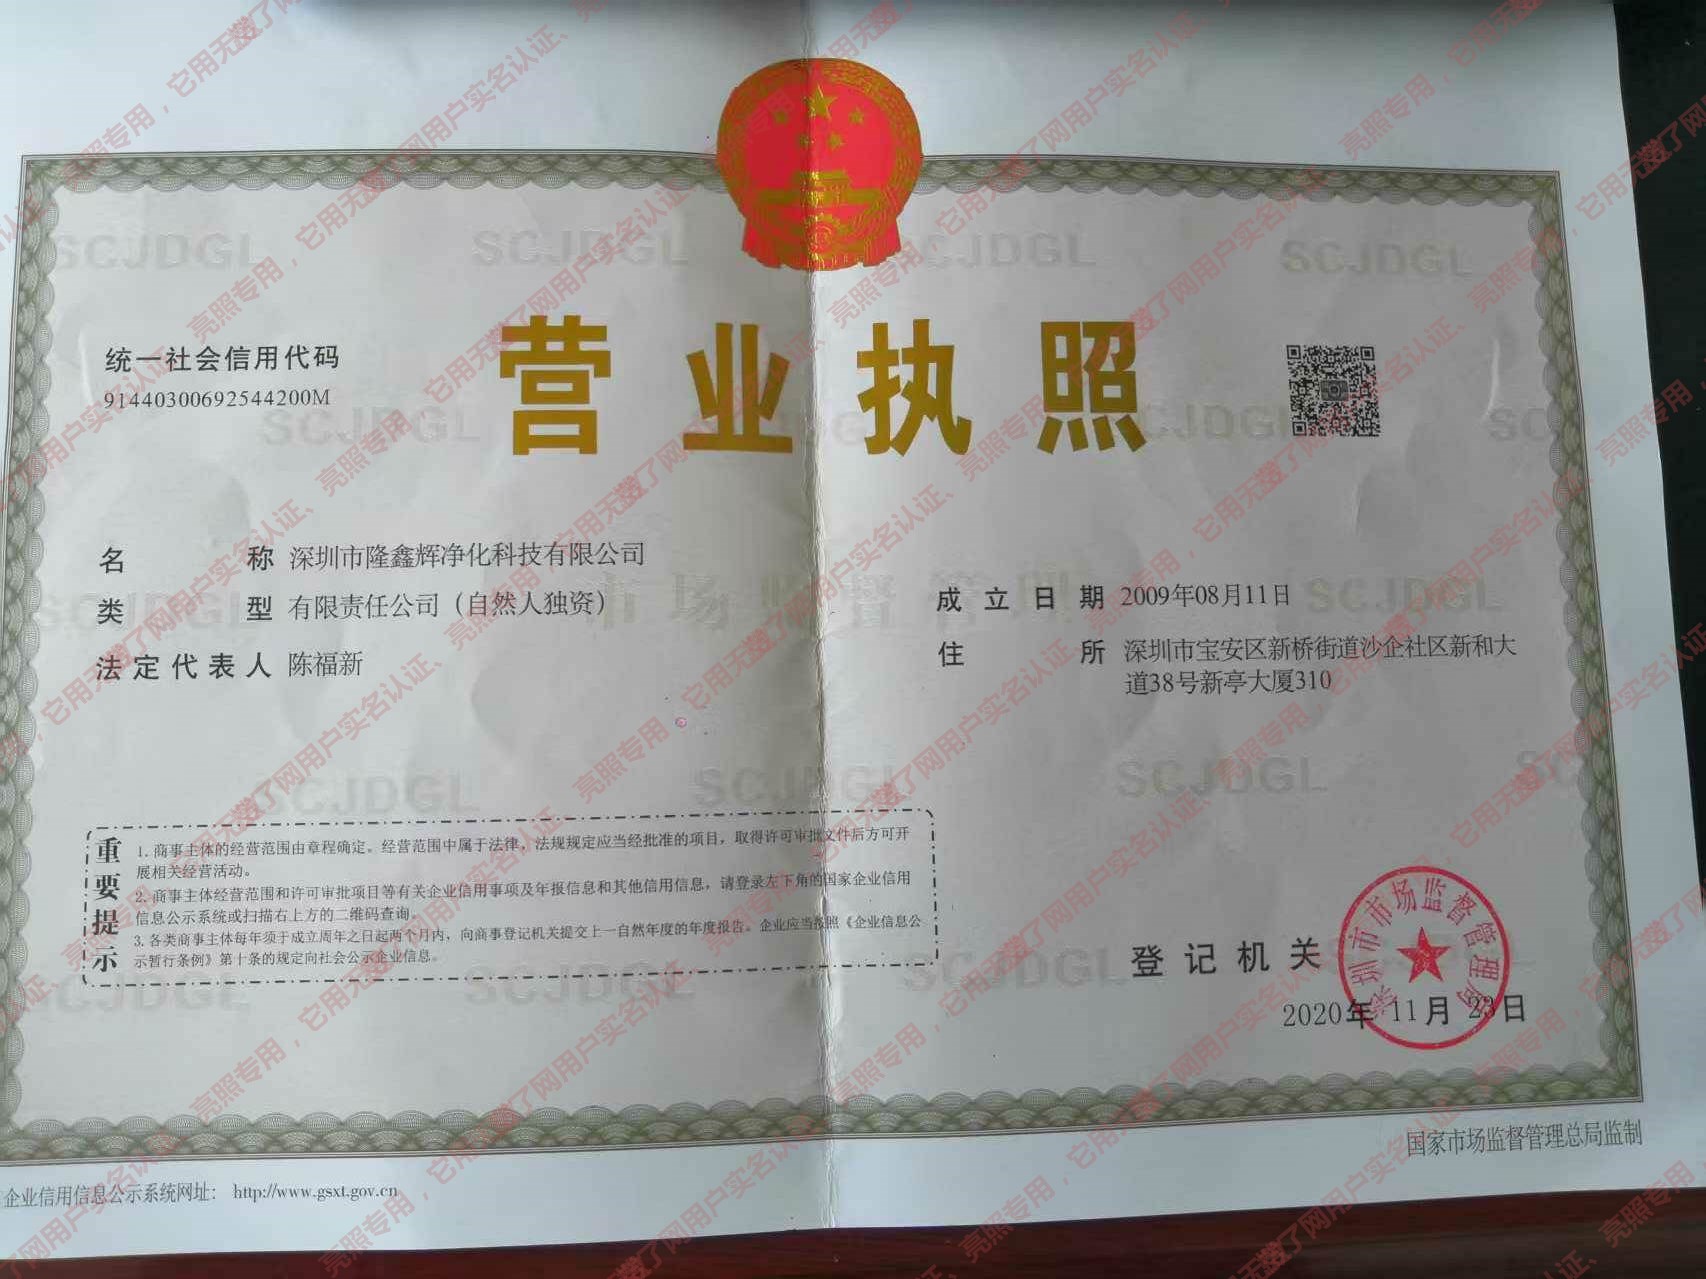 营业执照
统一社会信用代码
91440300692544200M
名称 深圳市隆鑫辉净化科技有限公司
类型 有限责任公司（自然人独资）
法定代表人 陈福新
成立日期 2009年08月11日
住所 深圳市宝安区新桥街道沙企社区新和大
道38号新亭大厦310
重要提示
1. 商事主体的经营范围由章程确定。经营范围中属于法律、法规规定应当经批准的项目，取得许可审批文件后方可开
展相关经营活动。
2. 商事主体经营范围和许可审批项目等有关企业信用事项及年报信息和其他信用信息，请登录左下角的国家企业信用
信息公示系统或扫描右上方的二维码查询。
3. 各类商事主体每年须于成立周年之日起两个月内，向商事登记机关提交上一自然年度的年度报告。企业应当按照《企业信息公
示暂行条例》第十条的规定向社会公示企业信息。
登记机关
深圳市市场监督管理局
2020年11月23日
企业信用信息公示系统网址： http://www.gsxt.gov.cn
国家市场监督管理总局监制
SCJDGL
市场监督管理